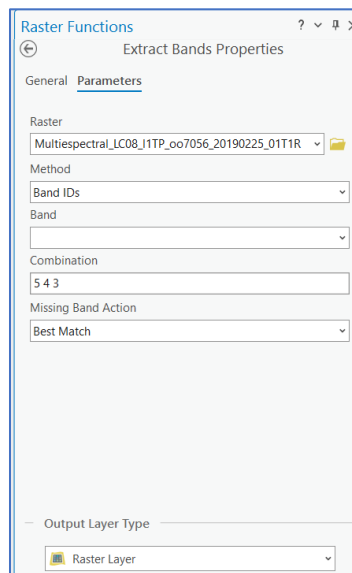 Raster Functions
?
Extract Bands Properties
General Parameters
Raster
Multiespectral_LC08_l1TP_oo7056_20190225_01T1R
Method
Band IDs
Band
Combination
5 4 3
Missing Band Action
Best Match
Output Layer Type
Raster Layer